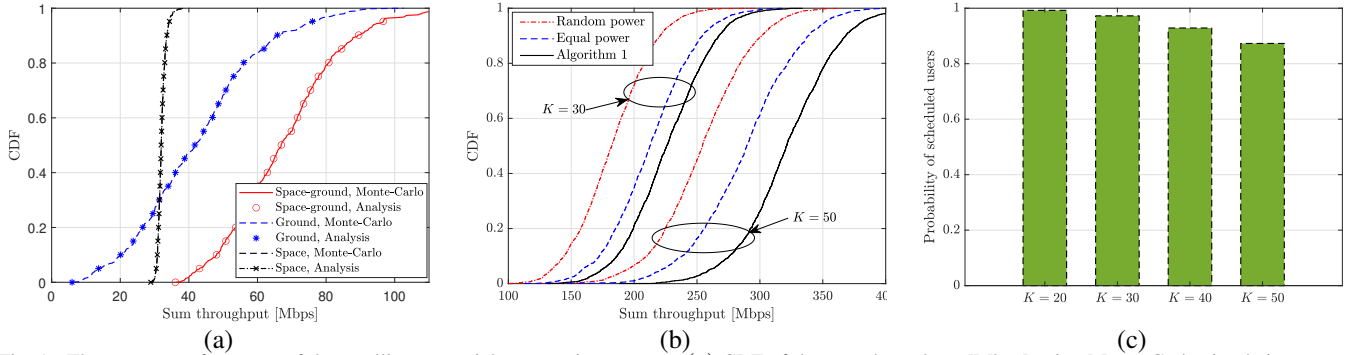 1
0.8
0.6
0.4
0.2
0
CDF
0 20 40 60 80 100
Sum throughput [Mbps]
Space-ground, Monte-Carlo
Space-ground, Analysis
Ground, Monte-Carlo
Ground, Analysis
Space, Monte-Carlo
Space, Analysis
(a)
1
0.8
0.6
0.4
0.2
0
CDF
100 150 200 250 300 350 400
Sum throughput [Mbps]
Random power
Equal power
Algorithm 1
K = 30
K = 50
(b)
1
0.8
0.6
0.4
0.2
0
Probability of scheduled users
K = 20 K = 30 K = 40 K = 50
(c)